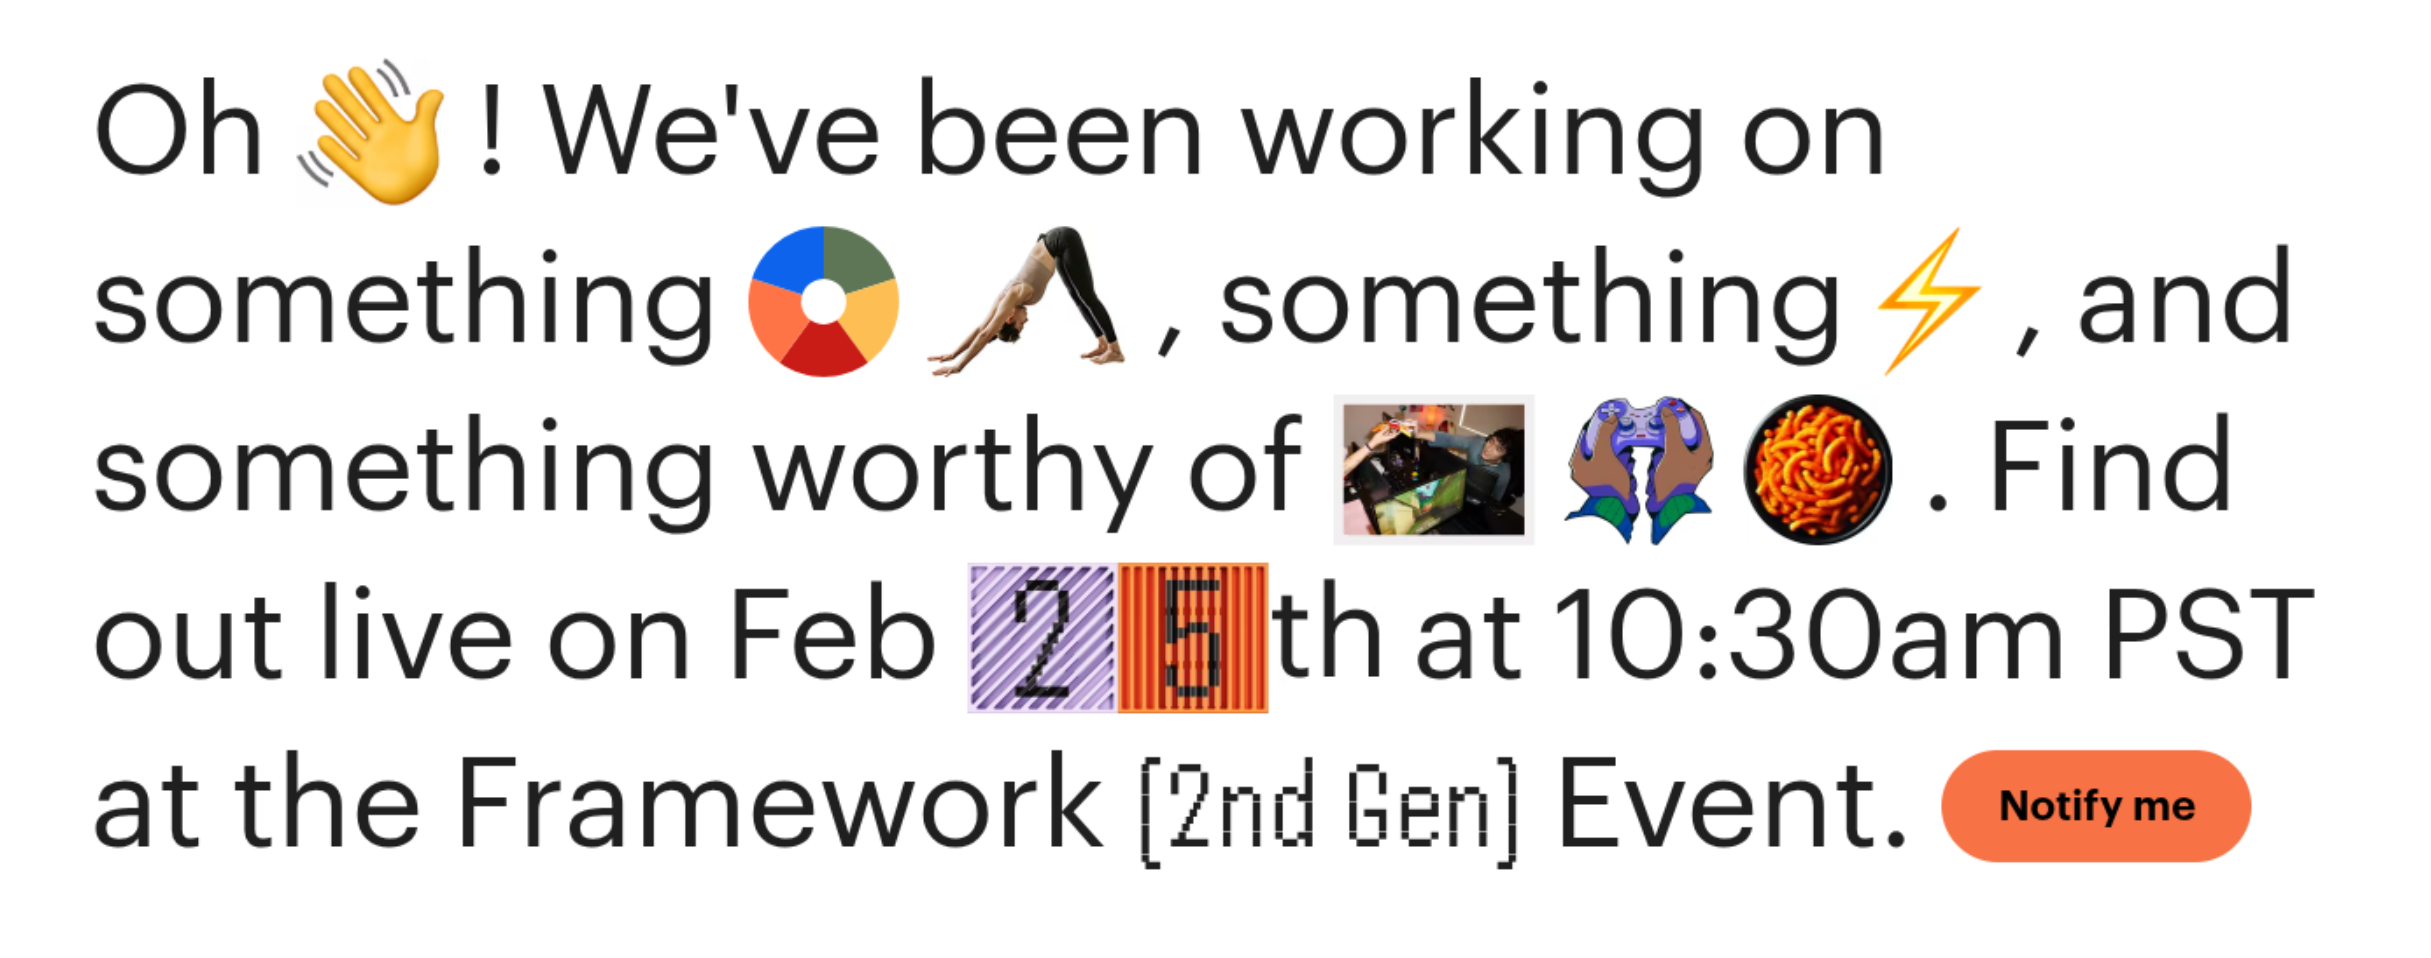 Oh 👋 ! We've been working on
something , something ⚡ , and
something worthy of . Find
out live on Feb 25th at 10:30am PST
at the Framework [2nd Gen] Event. Notify me